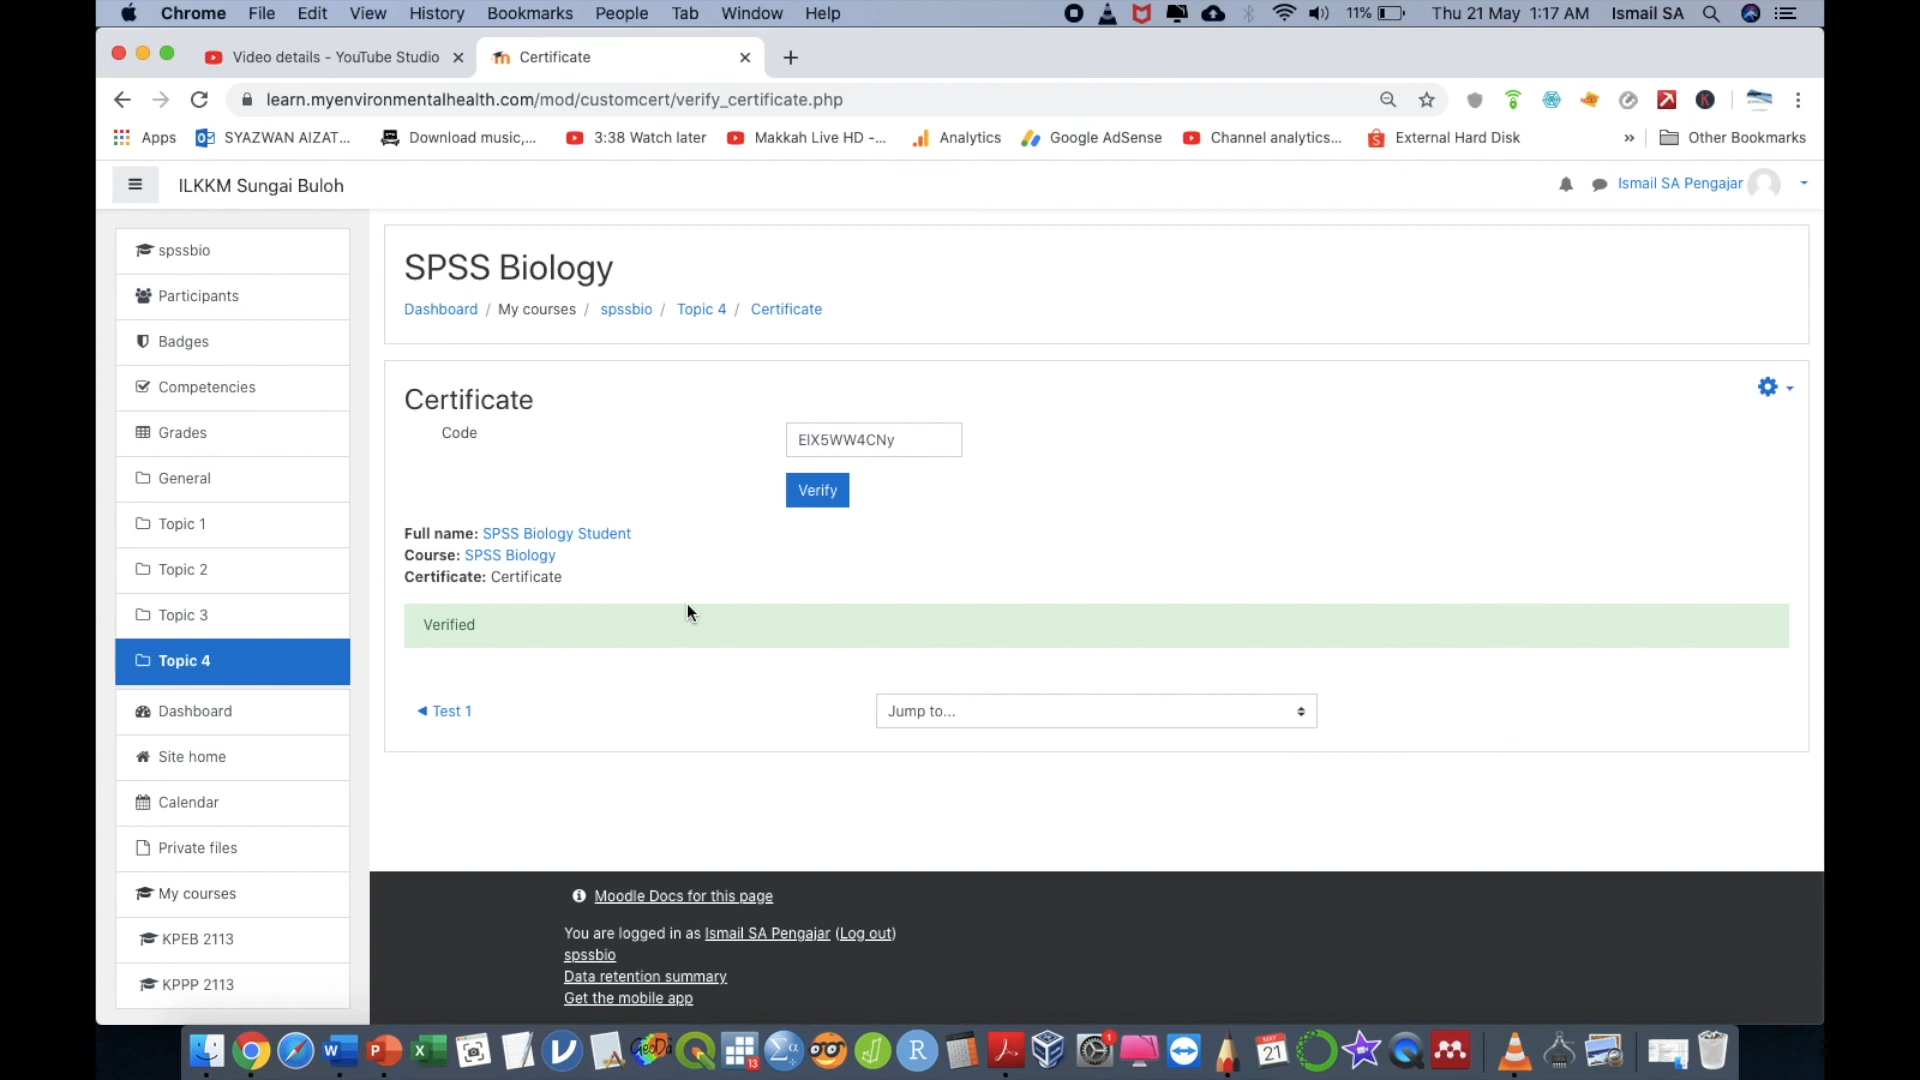 Chrome File Edit View History Bookmarks People Tab Window Help 11% Thu 21 May 1:17 AM Ismail SA
Video details - YouTube Studio Certificate
learn.myenvironmentalhealth.com/mod/customcert/verify_certificate.php
Apps SYAZWAN AIZAT... Download music,... 3:38 Watch later Makkah Live HD -... Analytics Google AdSense Channel analytics... External Hard Disk » Other Bookmarks
ILKKM Sungai Buloh Ismail SA Pengajar
spssbio
Participants
Badges
Competencies
Grades
General
Topic 1
Topic 2
Topic 3
Topic 4
Dashboard
Site home
Calendar
Private files
My courses
KPEB 2113
KPPP 2113
SPSS Biology
Dashboard / My courses / spssbio / Topic 4 / Certificate
Certificate
Code EIX5WW4CNy
Verify
Full name: SPSS Biology Student
Course: SPSS Biology
Certificate: Certificate
Verified
◀ Test 1 Jump to...
Moodle Docs for this page
You are logged in as Ismail SA Pengajar (Log out)
spssbio
Data retention summary
Get the mobile app